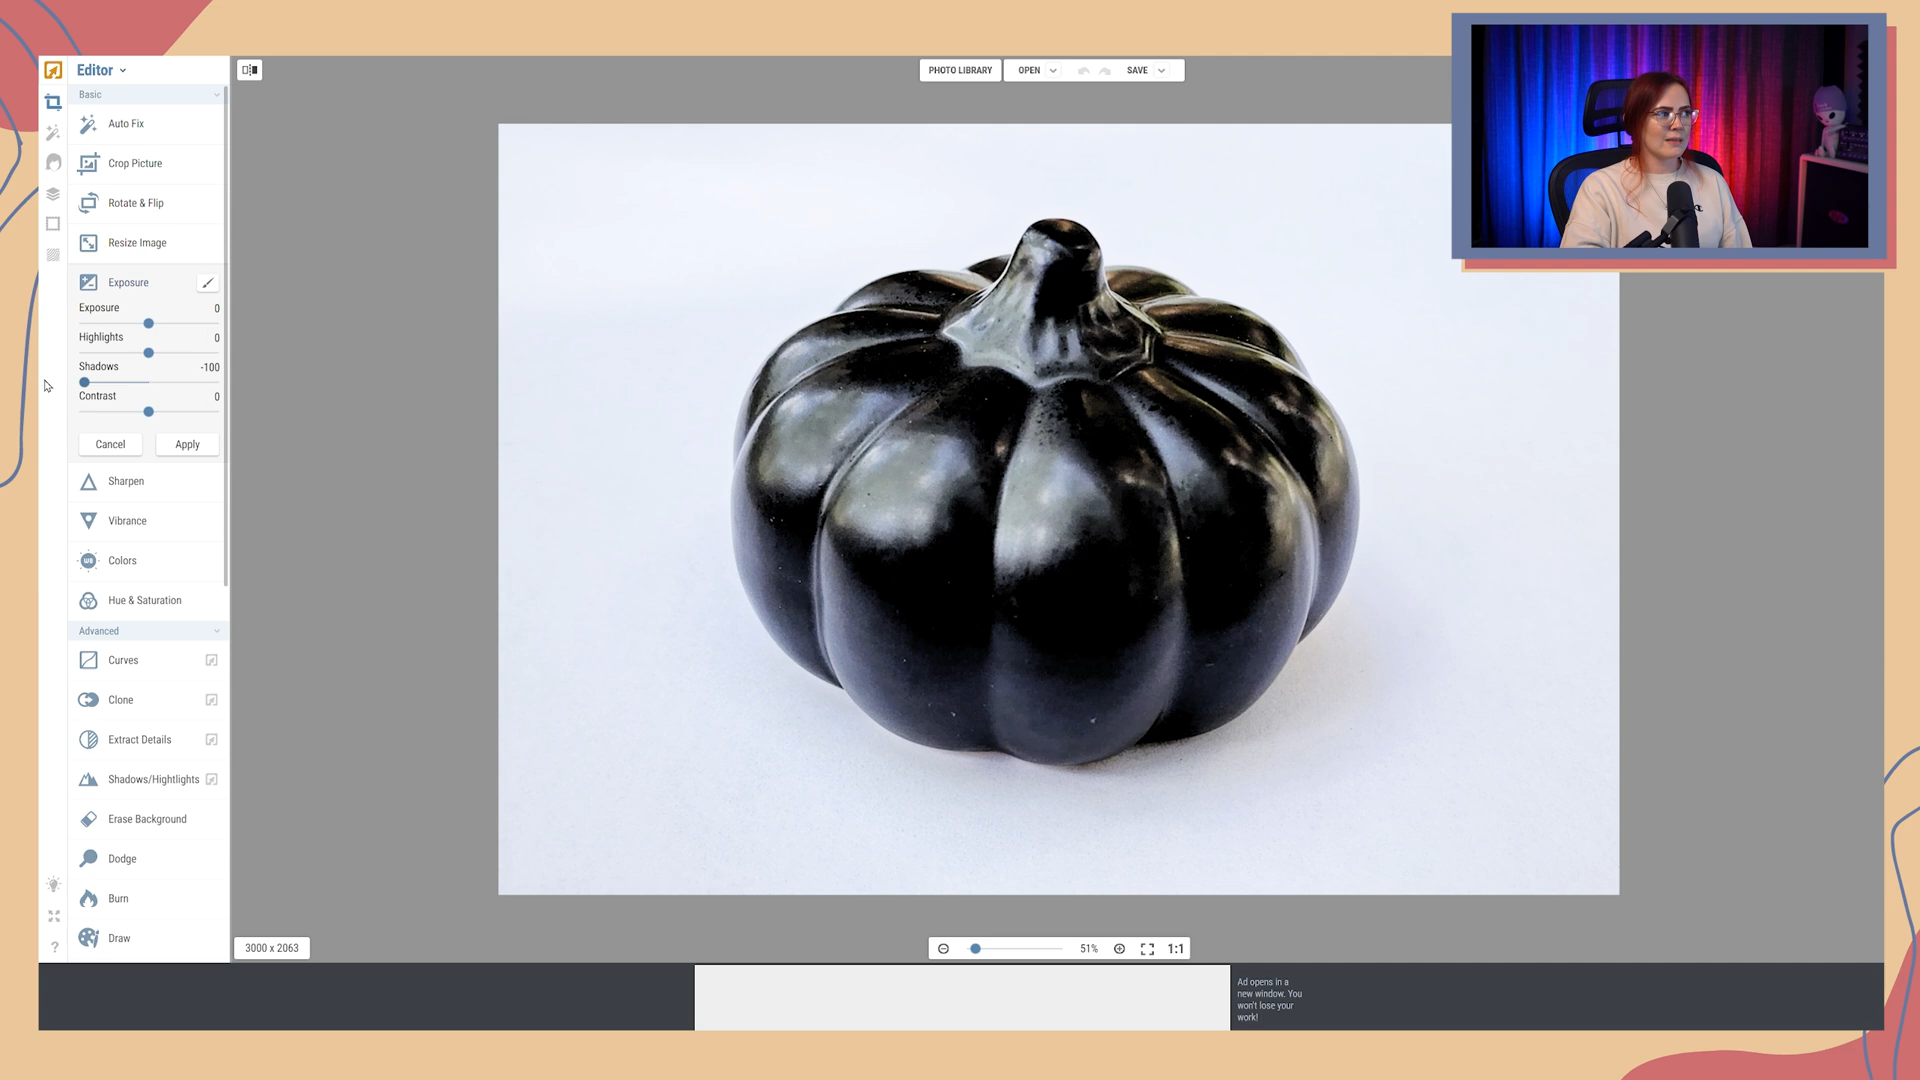 Editor
PHOTO LIBRARY
OPEN
SAVE
Basic
Auto Fix
Crop Picture
Rotate & Flip
Resize Image
Exposure
Exposure 0
Highlights 0
Shadows -100
Contrast 0
Cancel Apply
Sharpen
Vibrance
WB
Colors
Hue & Saturation
Advanced
Curves
Clone
Extract Details
Shadows/Hightlights
Erase Background
Dodge
Burn
Draw
?
3000 x 2063
51%
1:1
Ad opens in a
new window. You
won't lose your
work!